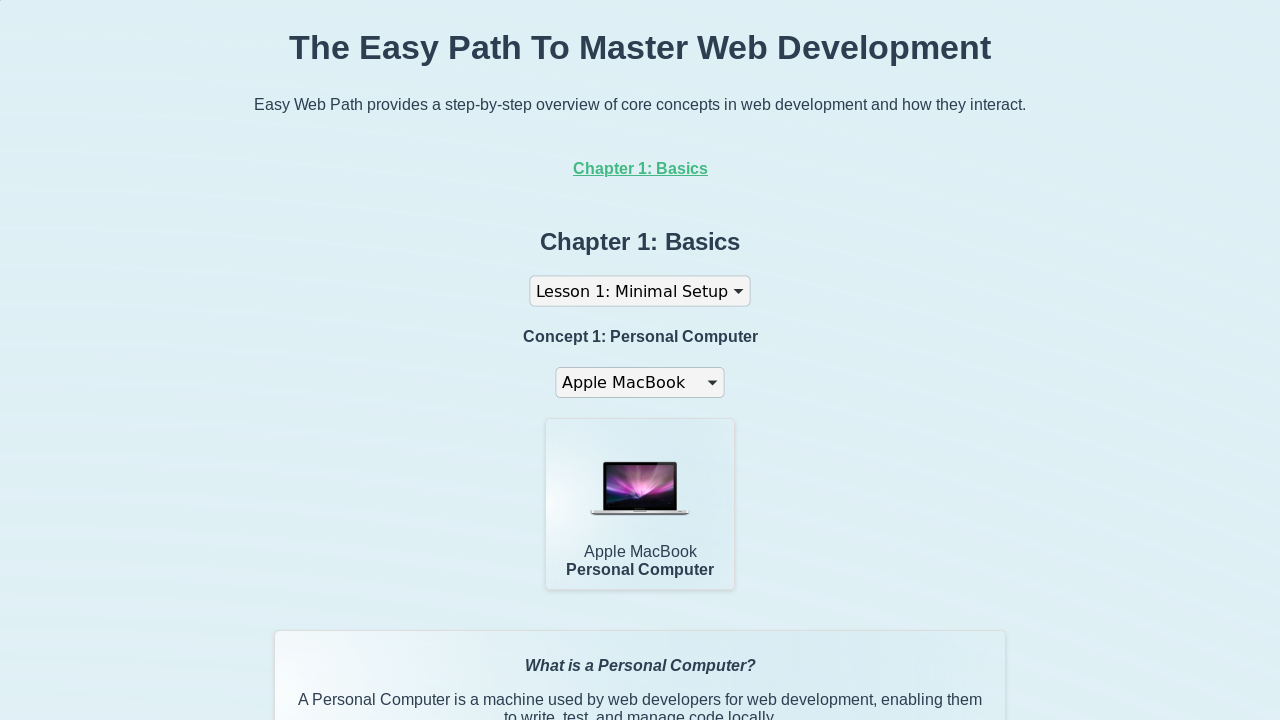 The Easy Path To Master Web Development
Easy Web Path provides a step-by-step overview of core concepts in web development and how they interact.
Chapter 1: Basics
Chapter 1: Basics
Lesson 1: Minimal Setup
Concept 1: Personal Computer
Apple MacBook
Apple MacBook
Personal Computer
What is a Personal Computer?
A Personal Computer is a machine used by web developers for web development, enabling them
to write, test, and manage code locally.